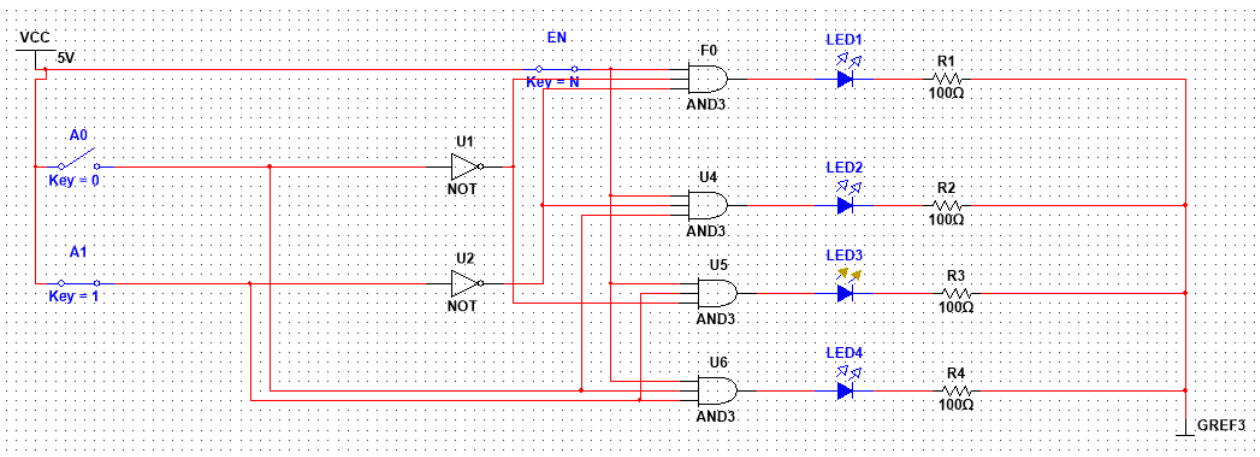 VCC
5V
EN
Key = N
F0
AND3
LED1
R1
100Ω
A0
Key = 0
U1
NOT
U4
AND3
LED2
R2
100Ω
A1
Key = 1
U2
NOT
U5
AND3
LED3
R3
100Ω
U6
AND3
LED4
R4
100Ω
GREF3